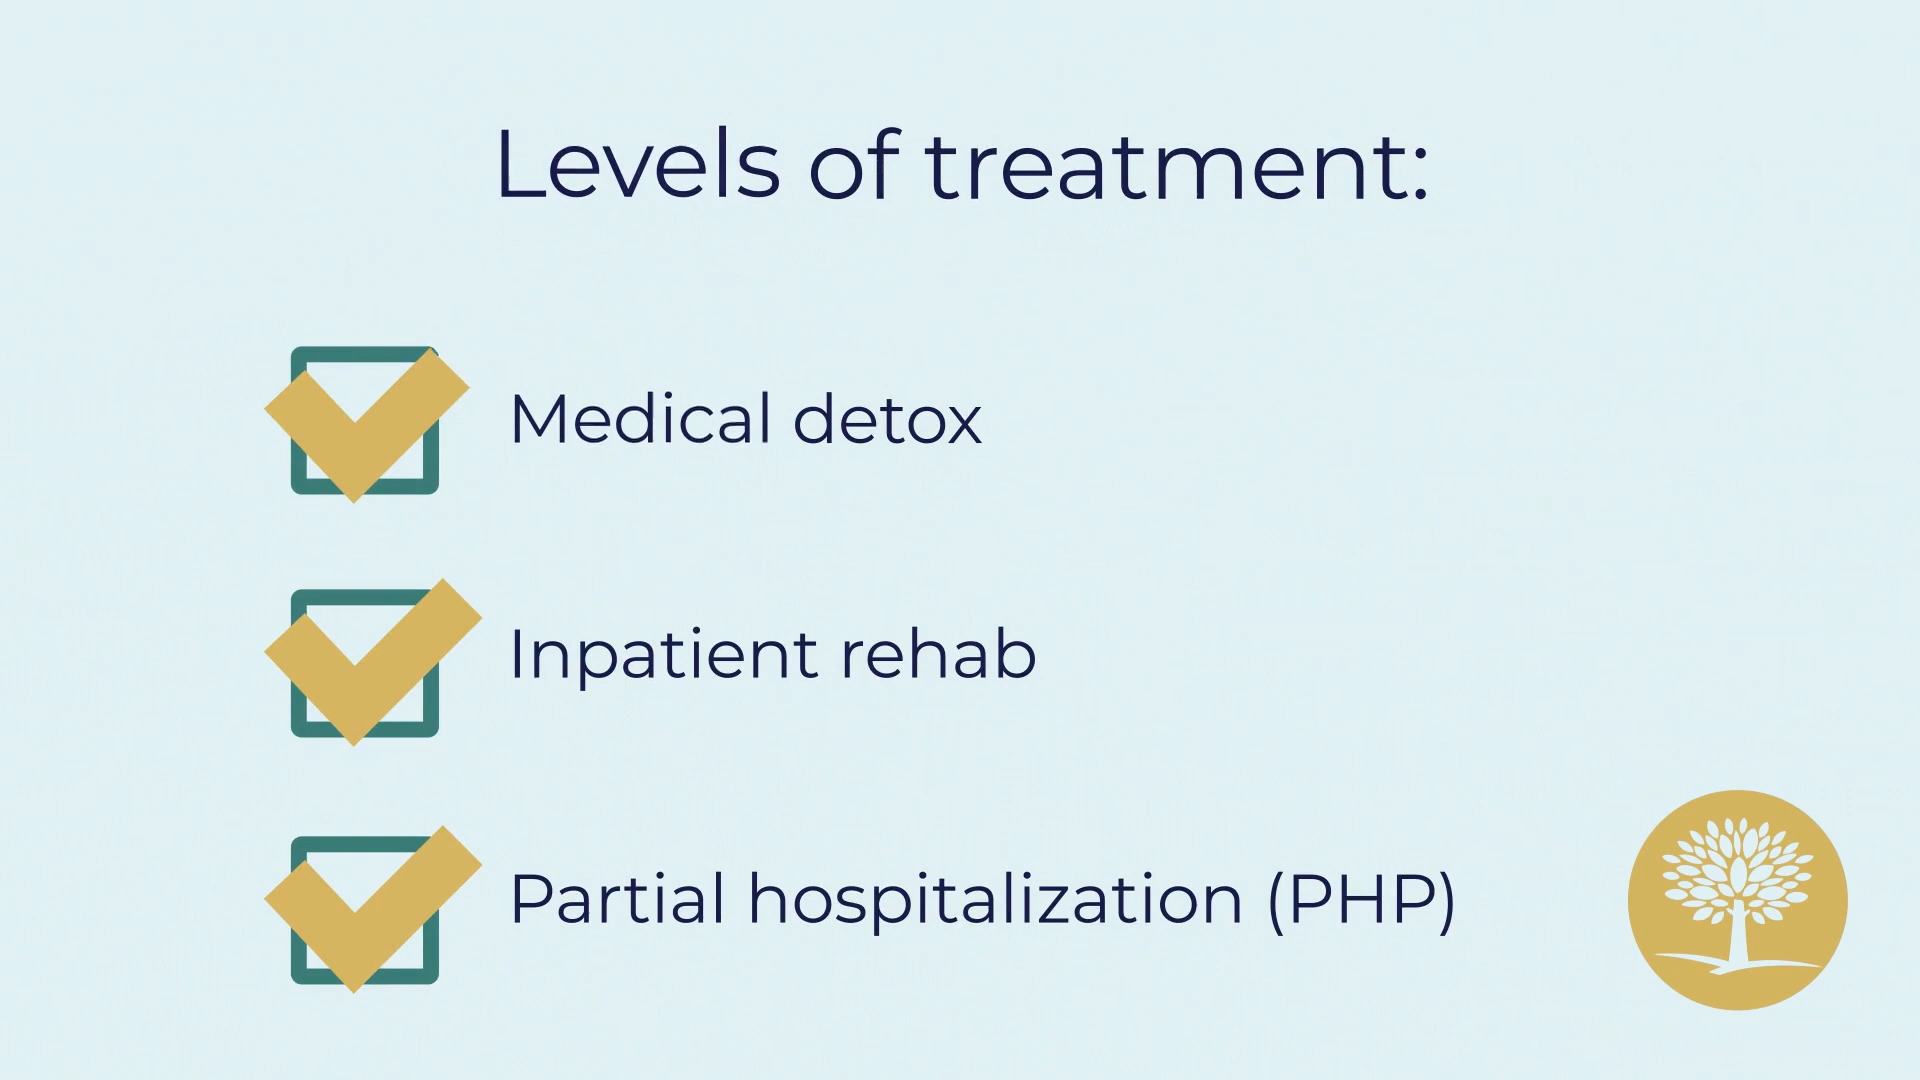 Levels of treatment:
Medical detox
Inpatient rehab
Partial hospitalization (PHP)